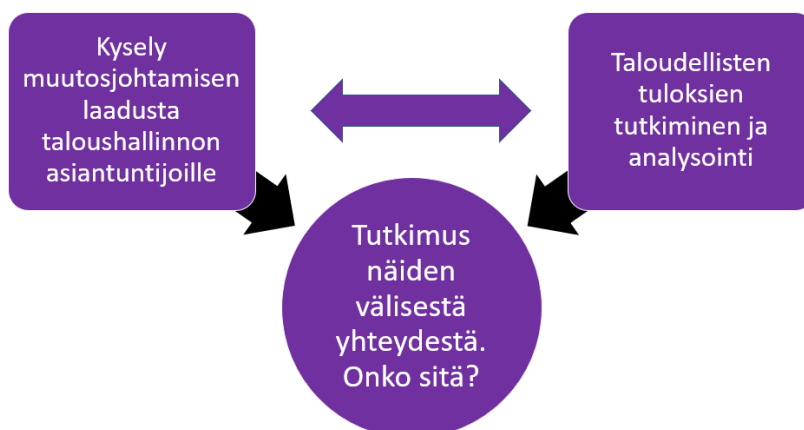 Kysely
muutosjohtamisen
laadusta
taloushallinnon
asiantuntijoille
Taloudellisten
tuloksien
tutkiminen ja
analysointi
Tutkimus
näiden
välisestä
yhteydestä.
Onko sitä?